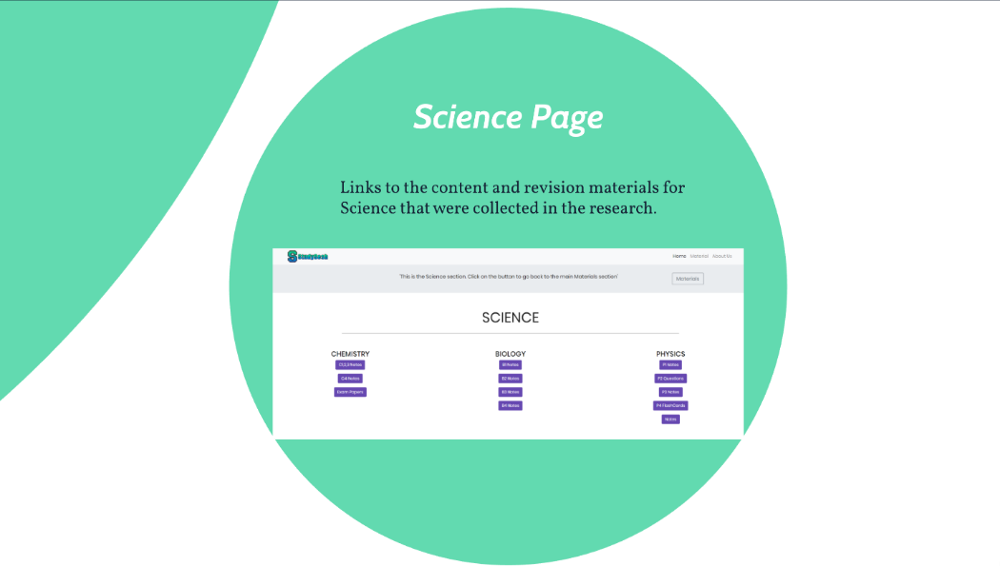 Science Page
Links to the content and revision materials for
Science that were collected in the research.
StudyBook
Home Material About Us
'This is the Science section. Click on the button to go back to the main Materials section'
Materials
SCIENCE
CHEMISTRY BIOLOGY PHYSICS
C1,2,3 Notes B1 Notes P1 Notes
C4 Notes B2 Notes P2 Questions
Exam Papers B3 Notes P3 Notes
B4 Notes P4 FlashCards
Notes